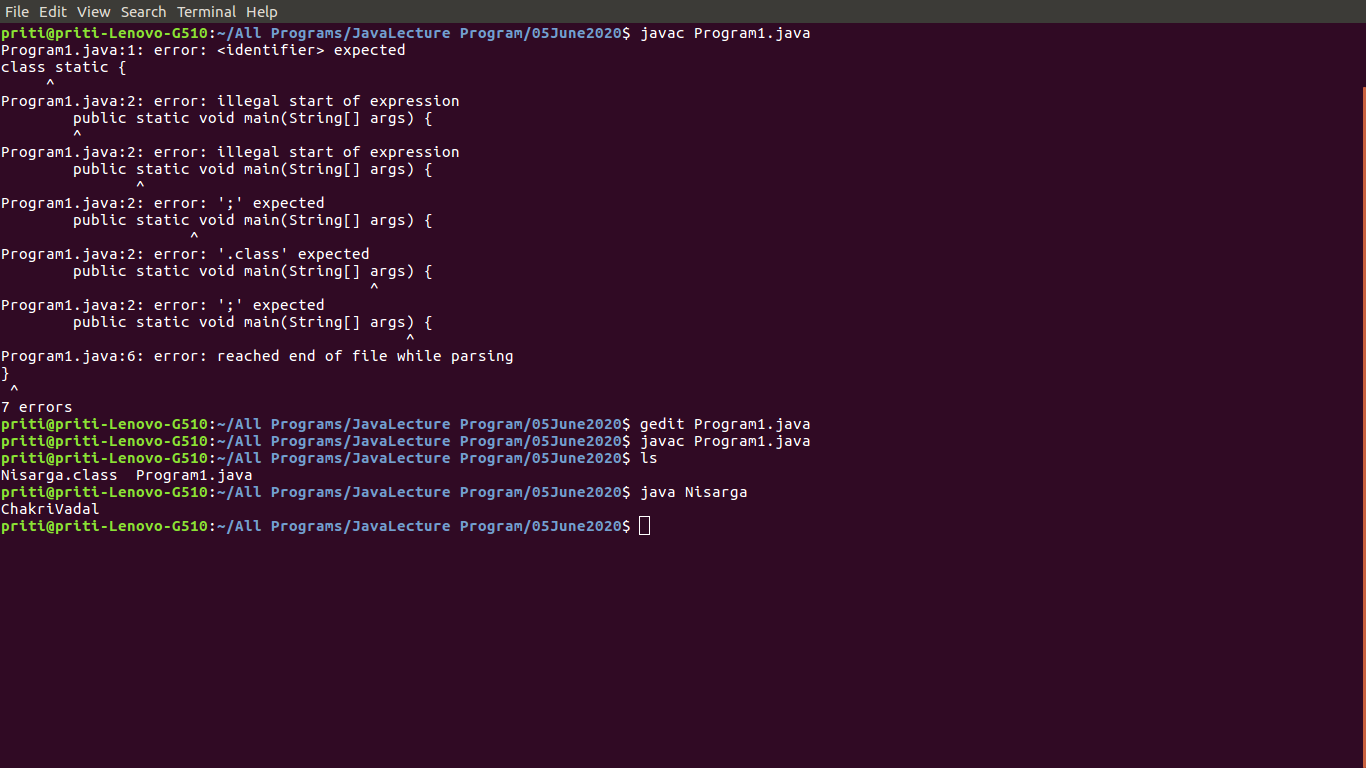 File Edit View Search Terminal Help
priti@priti-Lenovo-G510:~/All Programs/JavaLecture Program/05June2020$ javac Program1.java
Program1.java:1: error: <identifier> expected
class static {
     ^
Program1.java:2: error: illegal start of expression
        public static void main(String[] args) {
        ^
Program1.java:2: error: illegal start of expression
        public static void main(String[] args) {
               ^
Program1.java:2: error: ';' expected
        public static void main(String[] args) {
                     ^
Program1.java:2: error: '.class' expected
        public static void main(String[] args) {
                                         ^
Program1.java:2: error: ';' expected
        public static void main(String[] args) {
                                             ^
Program1.java:6: error: reached end of file while parsing
}
 ^
7 errors
priti@priti-Lenovo-G510:~/All Programs/JavaLecture Program/05June2020$ gedit Program1.java
priti@priti-Lenovo-G510:~/All Programs/JavaLecture Program/05June2020$ javac Program1.java
priti@priti-Lenovo-G510:~/All Programs/JavaLecture Program/05June2020$ ls
Nisarga.class  Program1.java
priti@priti-Lenovo-G510:~/All Programs/JavaLecture Program/05June2020$ java Nisarga
ChakriVadal
priti@priti-Lenovo-G510:~/All Programs/JavaLecture Program/05June2020$